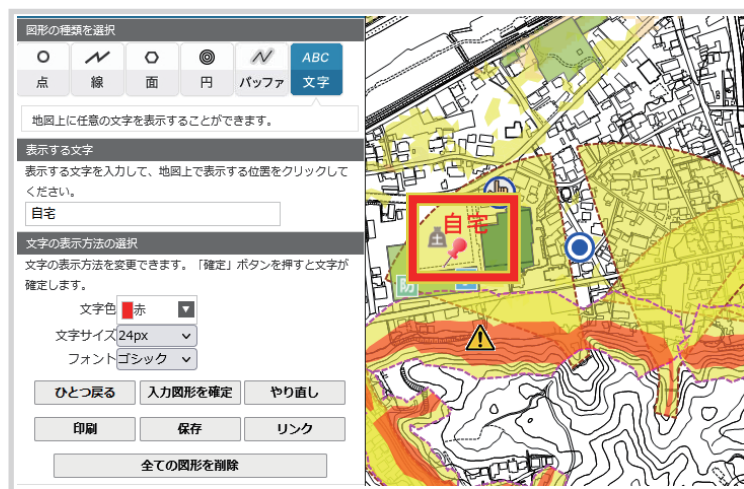 図形の種類を選択
点
線
面
円
バッファ
ABC
文字
地図上に任意の文字を表示することができます。
表示する文字
表示する文字を入力して、地図上で表示する位置をクリックして
ください。
自宅
文字の表示方法の選択
文字の表示方法を変更できます。「確定」ボタンを押すと文字が
確定します。
文字色 赤
文字サイズ 24px
フォント ゴシック
ひとつ戻る 入力図形を確定 やり直し
印刷 保存 リンク
全ての図形を削除
自宅
土
防